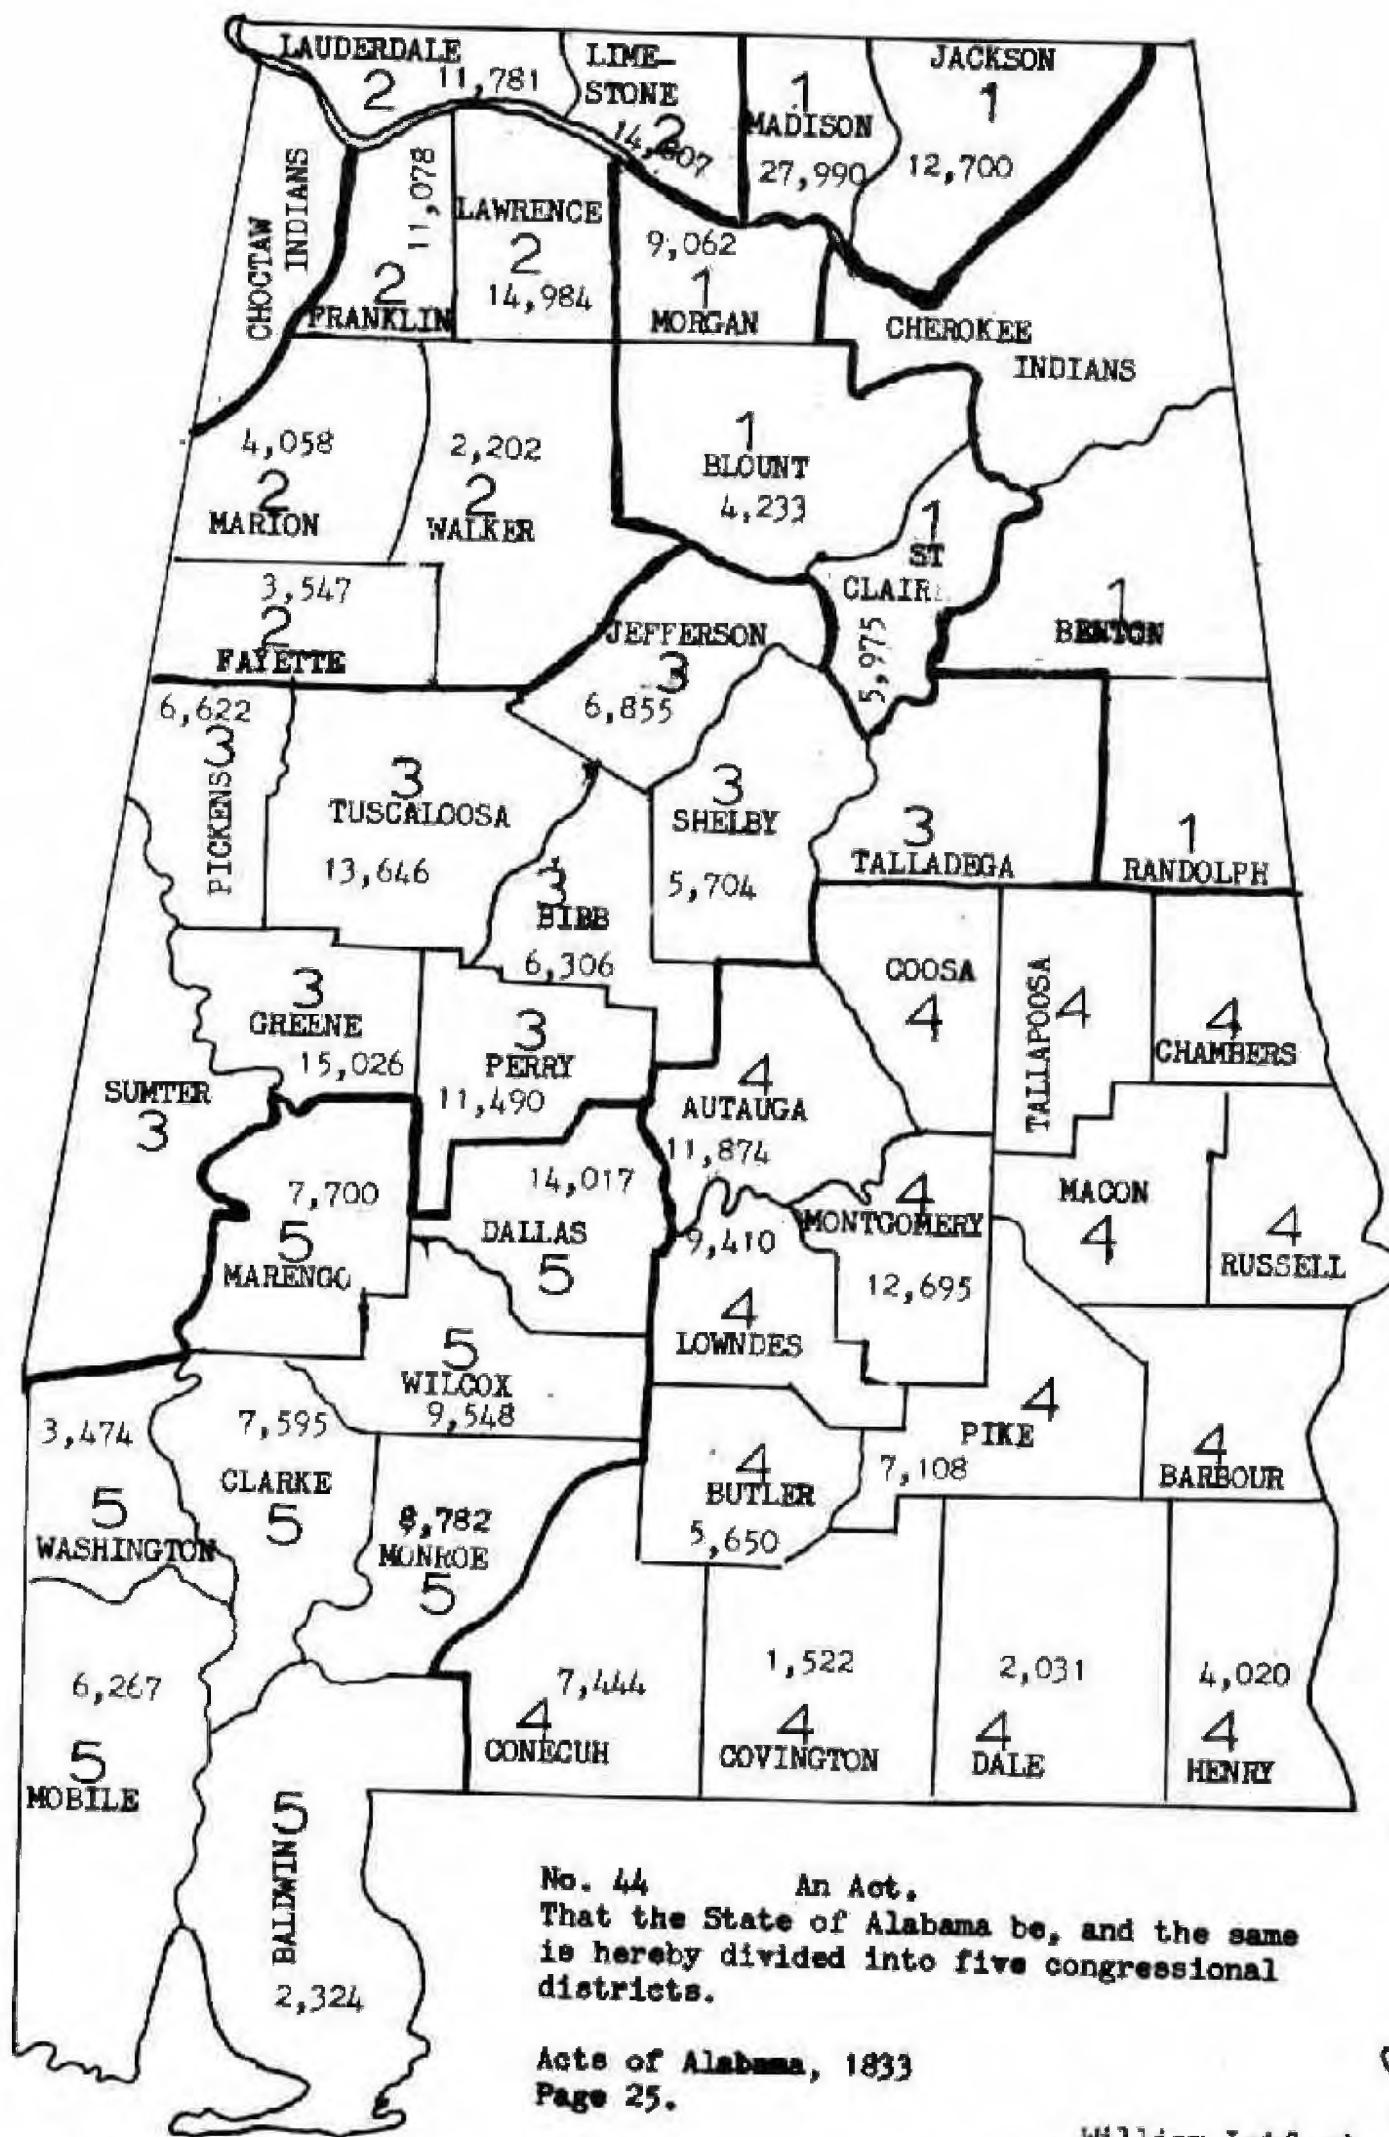 LAUDERDALE
2 11,781
LIME-
STONE
2
1
MADISON
27,990
JACKSON
1
12,700
CHOCTAW
INDIANS
11,078
2
FRANKLIN
LAWRENCE
2
14,984
9,062
1
MORGAN
CHEROKEE
INDIANS
4,058
2
MARION
2,202
2
WALKER
1
BLOUNT
4,233
1
ST
CLAIR
5,975
3,547
2
FAYETTE
JEFFERSON
3
6,855
1
BENTON
6,622
PICKENS 3
3
TUSCALOOSA
13,646
3
SHELBY
5,704
3
TALLADEGA
1
RANDOLPH
3
BIBB
6,306
3
GREENE
15,026
3
PERRY
11,490
COOSA
4
TALLAPOOSA
4
4
CHAMBERS
SUMTER
3
4
AUTAUGA
11,874
7,700
5
MARENGO
14,017
DALLAS
5
9,410
4
LOWNDES
4
MONTGOMERY
12,695
MACON
4
4
RUSSELL
5
WILCOX
9,548
3,474
5
WASHINGTON
7,595
CLARKE
5
8,782
MONROE
5
4
BUTLER
5,650
4
PIKE
7,108
4
BARBOUR
6,267
5
MOBILE
7,444
4
CONECUH
1,522
4
COVINGTON
2,031
4
DALE
4,020
4
HENRY
BALDWIN 5
2,324
No. 44 An Act.
That the State of Alabama be, and the same
is hereby divided into five congressional
districts.
Acts of Alabama, 1833
Page 25.
William